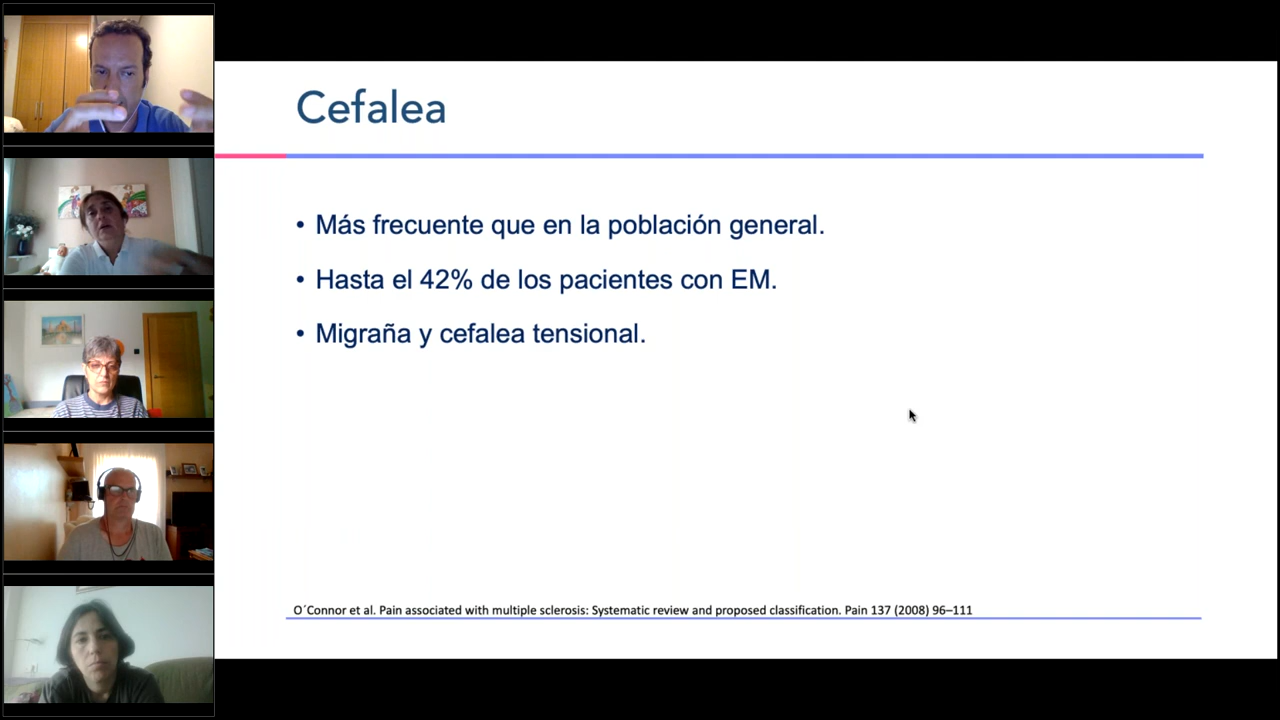 Cefalea
• Más frecuente que en la población general.
• Hasta el 42% de los pacientes con EM.
• Migraña y cefalea tensional.
O´Connor et al. Pain associated with multiple sclerosis: Systematic review and proposed classification. Pain 137 (2008) 96–111